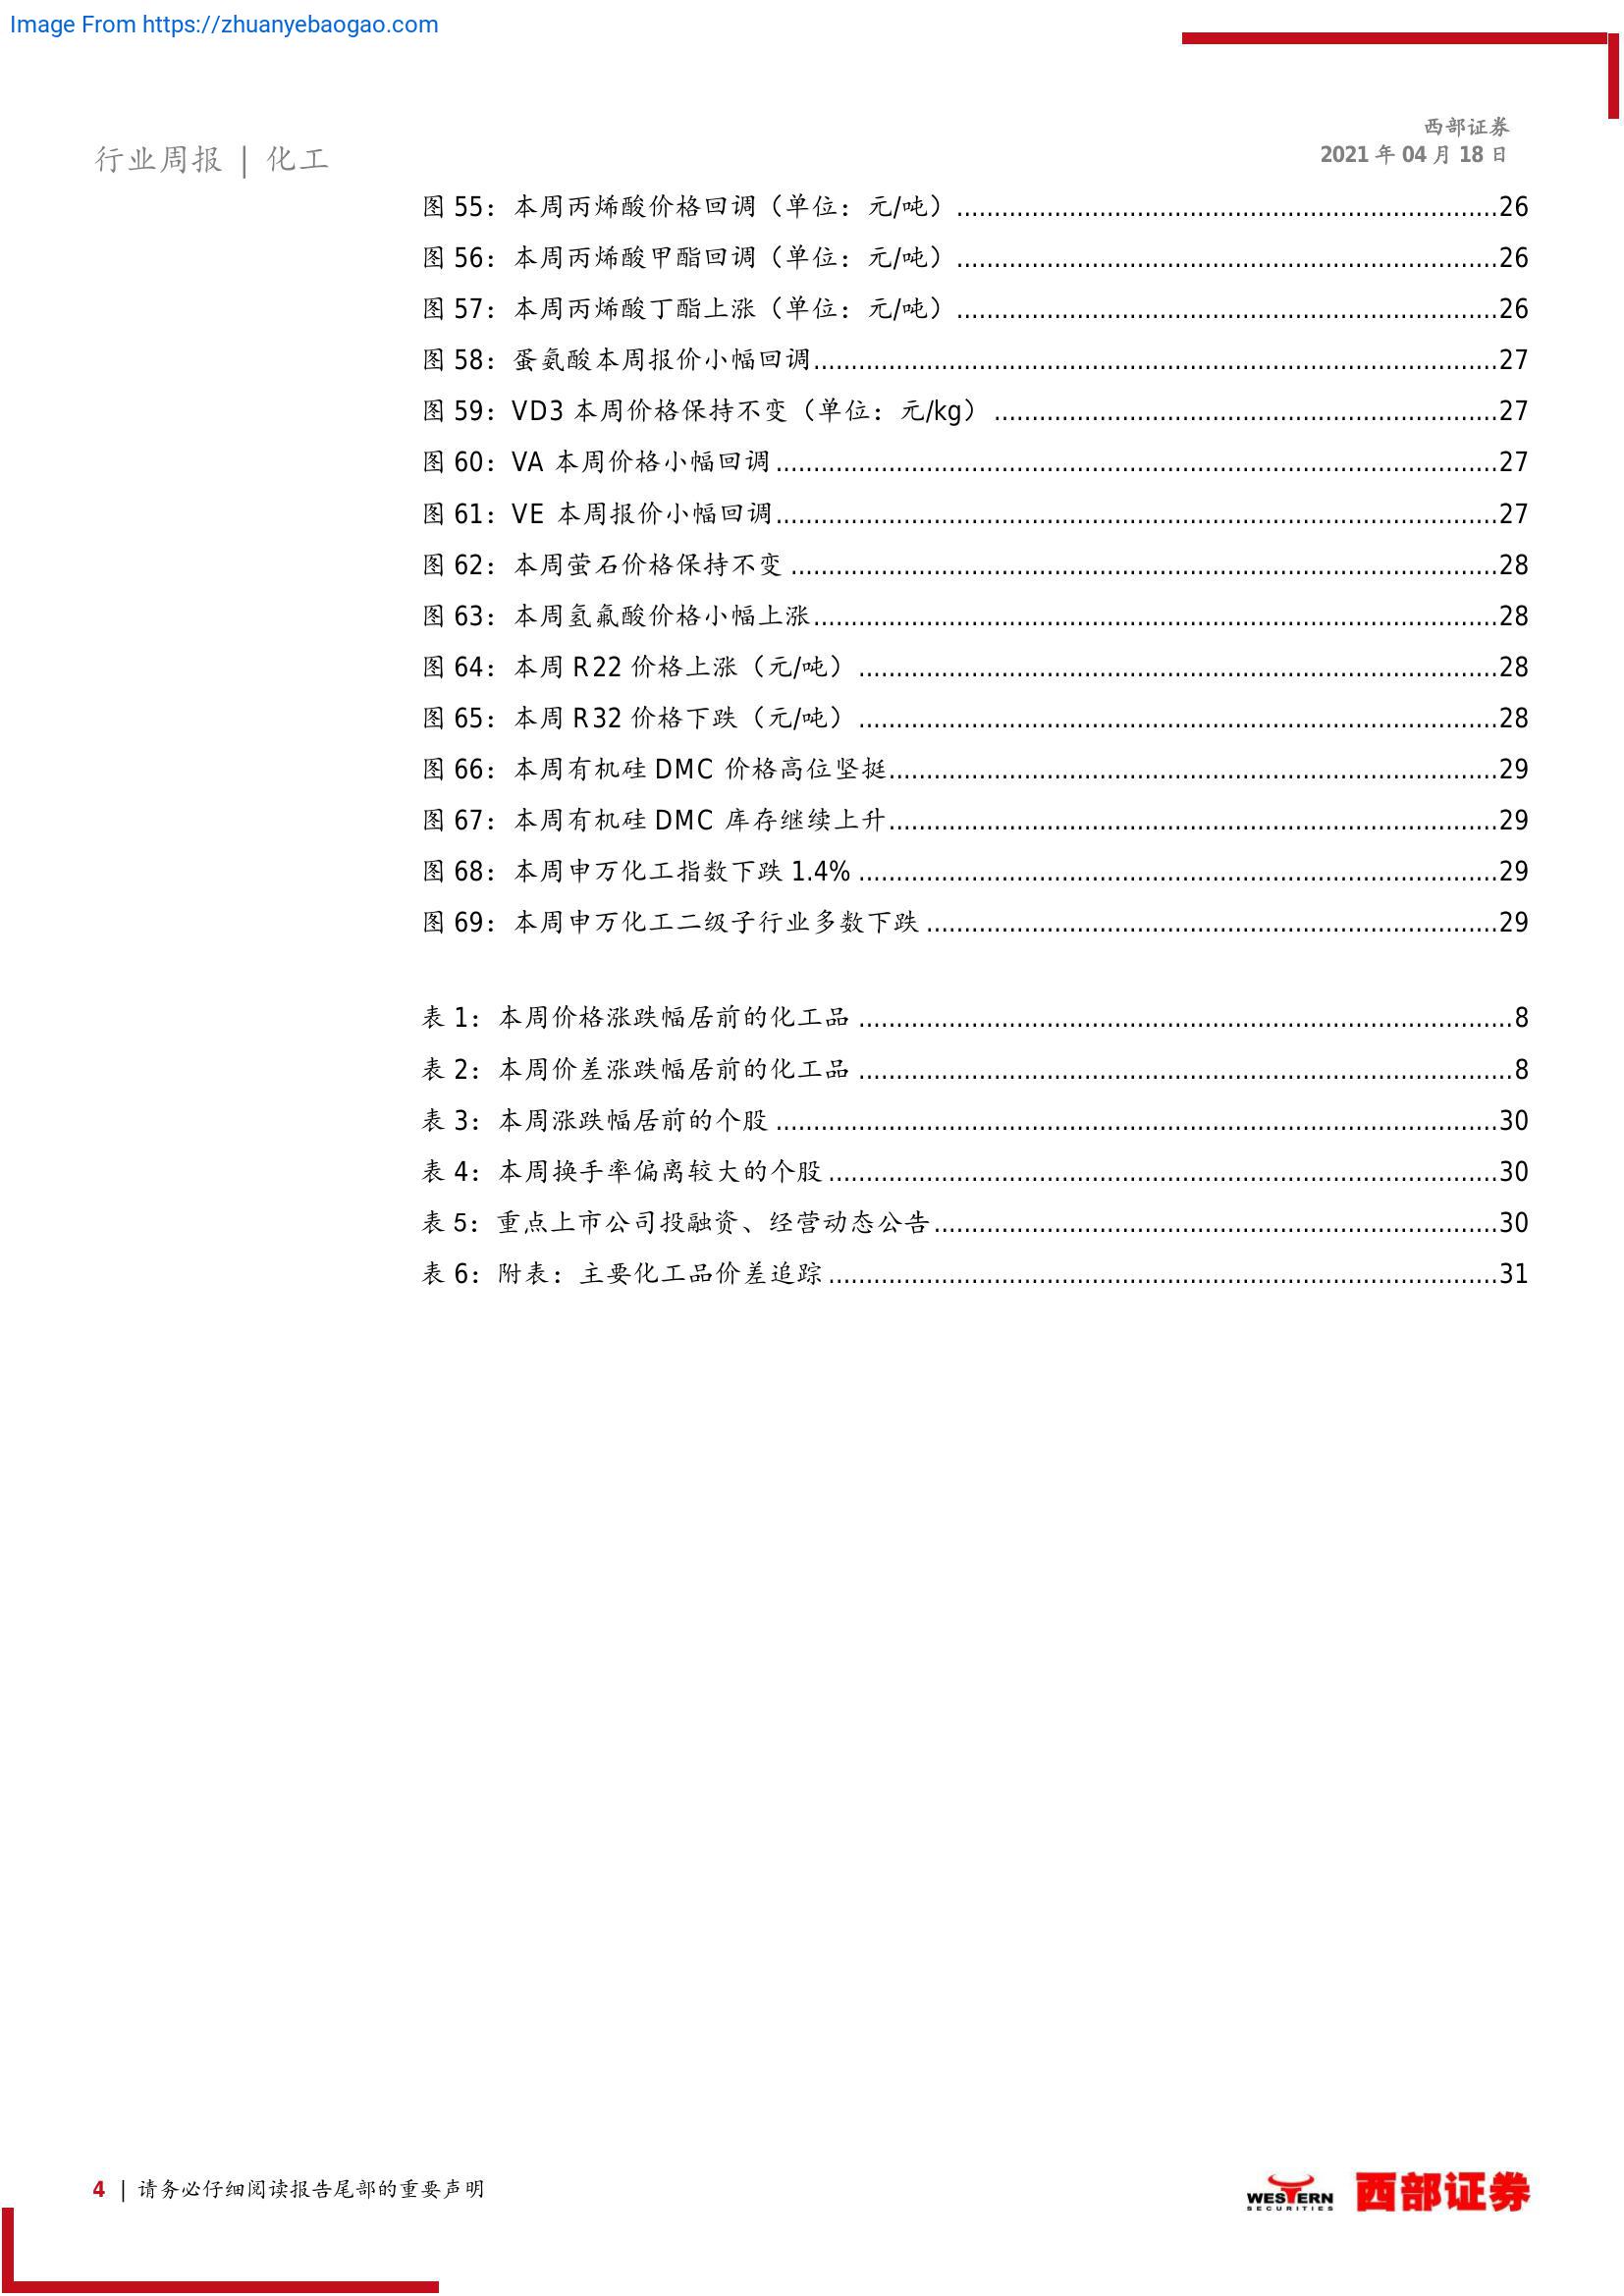 Image From https://zhuanyebaogao.com
西部证券
2021 年 04 月 18 日
行业周报 | 化工
图 55：本周丙烯酸价格回调（单位：元/吨）........................................................................26
图 56：本周丙烯酸甲酯回调（单位：元/吨）........................................................................26
图 57：本周丙烯酸丁酯上涨（单位：元/吨）........................................................................26
图 58：蛋氨酸本周报价小幅回调...........................................................................................27
图 59：VD3 本周价格保持不变（单位：元/kg）...................................................................27
图 60：VA 本周价格小幅回调................................................................................................27
图 61：VE 本周报价小幅回调................................................................................................27
图 62：本周萤石价格保持不变..............................................................................................28
图 63：本周氢氟酸价格小幅上涨...........................................................................................28
图 64：本周 R22 价格上涨（元/吨）.....................................................................................28
图 65：本周 R32 价格下跌（元/吨）.....................................................................................28
图 66：本周有机硅 DMC 价格高位坚挺.................................................................................29
图 67：本周有机硅 DMC 库存继续上升.................................................................................29
图 68：本周申万化工指数下跌 1.4%.....................................................................................29
图 69：本周申万化工二级子行业多数下跌............................................................................29
表 1：本周价格涨跌幅居前的化工品.......................................................................................8
表 2：本周价差涨跌幅居前的化工品.......................................................................................8
表 3：本周涨跌幅居前的个股................................................................................................30
表 4：本周换手率偏离较大的个股.........................................................................................30
表 5：重点上市公司投融资、经营动态公告...........................................................................30
表 6：附表：主要化工品价差追踪.........................................................................................31
4 | 请务必仔细阅读报告尾部的重要声明
WESTERN
SECURITIES
西部证券